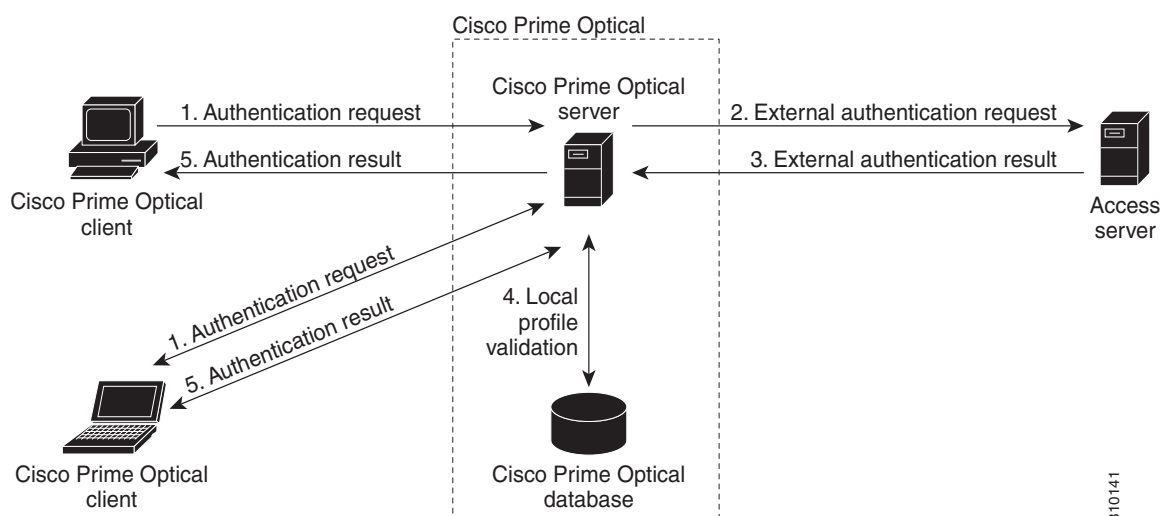 Cisco Prime Optical
Cisco Prime Optical
server
1. Authentication request
2. External authentication request
5. Authentication result
3. External authentication result
Cisco Prime Optical
client
Access
server
1. Authentication request
5. Authentication result
4. Local
profile
validation
Cisco Prime Optical
client
Cisco Prime Optical
database
310141